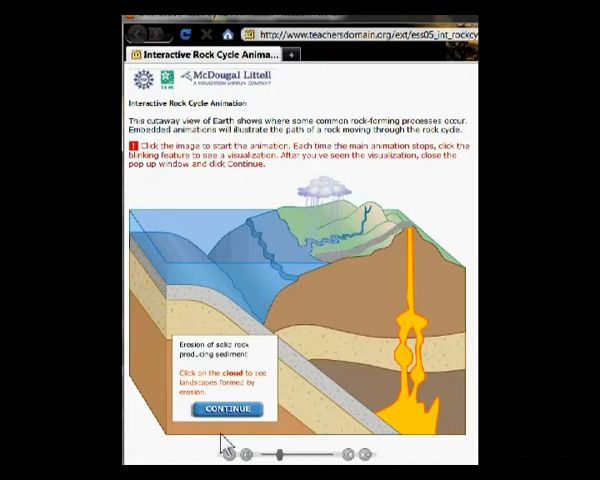 http://www.teachersdomain.org/ext/ess05_int_rockcy
Interactive Rock Cycle Anima...
McDougal Littell
A HOUGHTON MIFFLIN COMPANY
Interactive Rock Cycle Animation
This cutaway view of Earth shows where some common rock-forming processes occur.
Embedded animations will illustrate the path of a rock moving through the rock cycle.
! Click the image to start the animation. Each time the main animation stops, click the
blinking feature to see a visualization. After you've seen the visualization, close the
pop up window and click Continue.
Erosion of solid rock
producing sediment
Click on the cloud to see
landscapes formed by
erosion.
CONTINUE